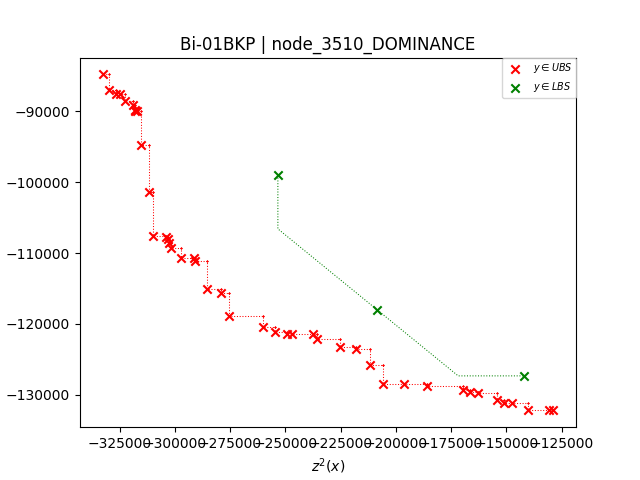 Bi-01BKP | node_3510_DOMINANCE
y ∈ UBS
y ∈ LBS
−90000
−100000
−110000
−120000
−130000
−325000 −300000 −275000 −250000 −225000 −200000 −175000 −150000 −125000
z²(x)